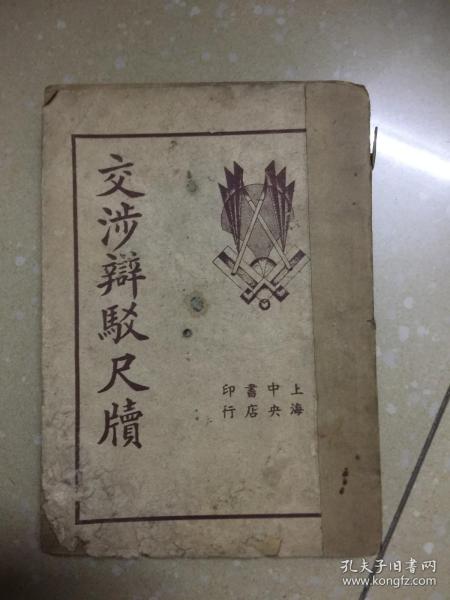 交涉辯駁尺牘
上海
中央
書店
印行
孔夫子旧书网
www.kongfz.com